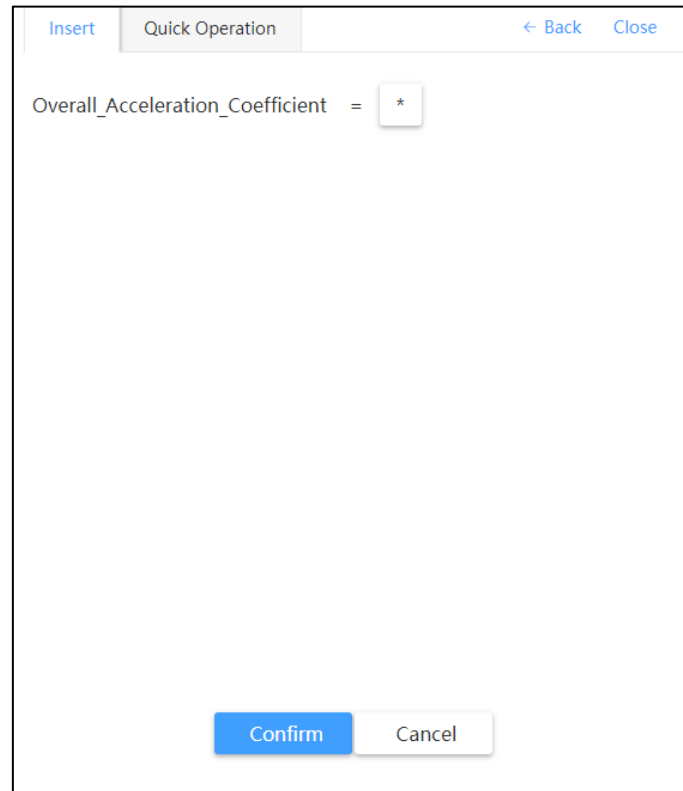 Insert Quick Operation ← Back Close
Overall_Acceleration_Coefficient = *
Confirm Cancel